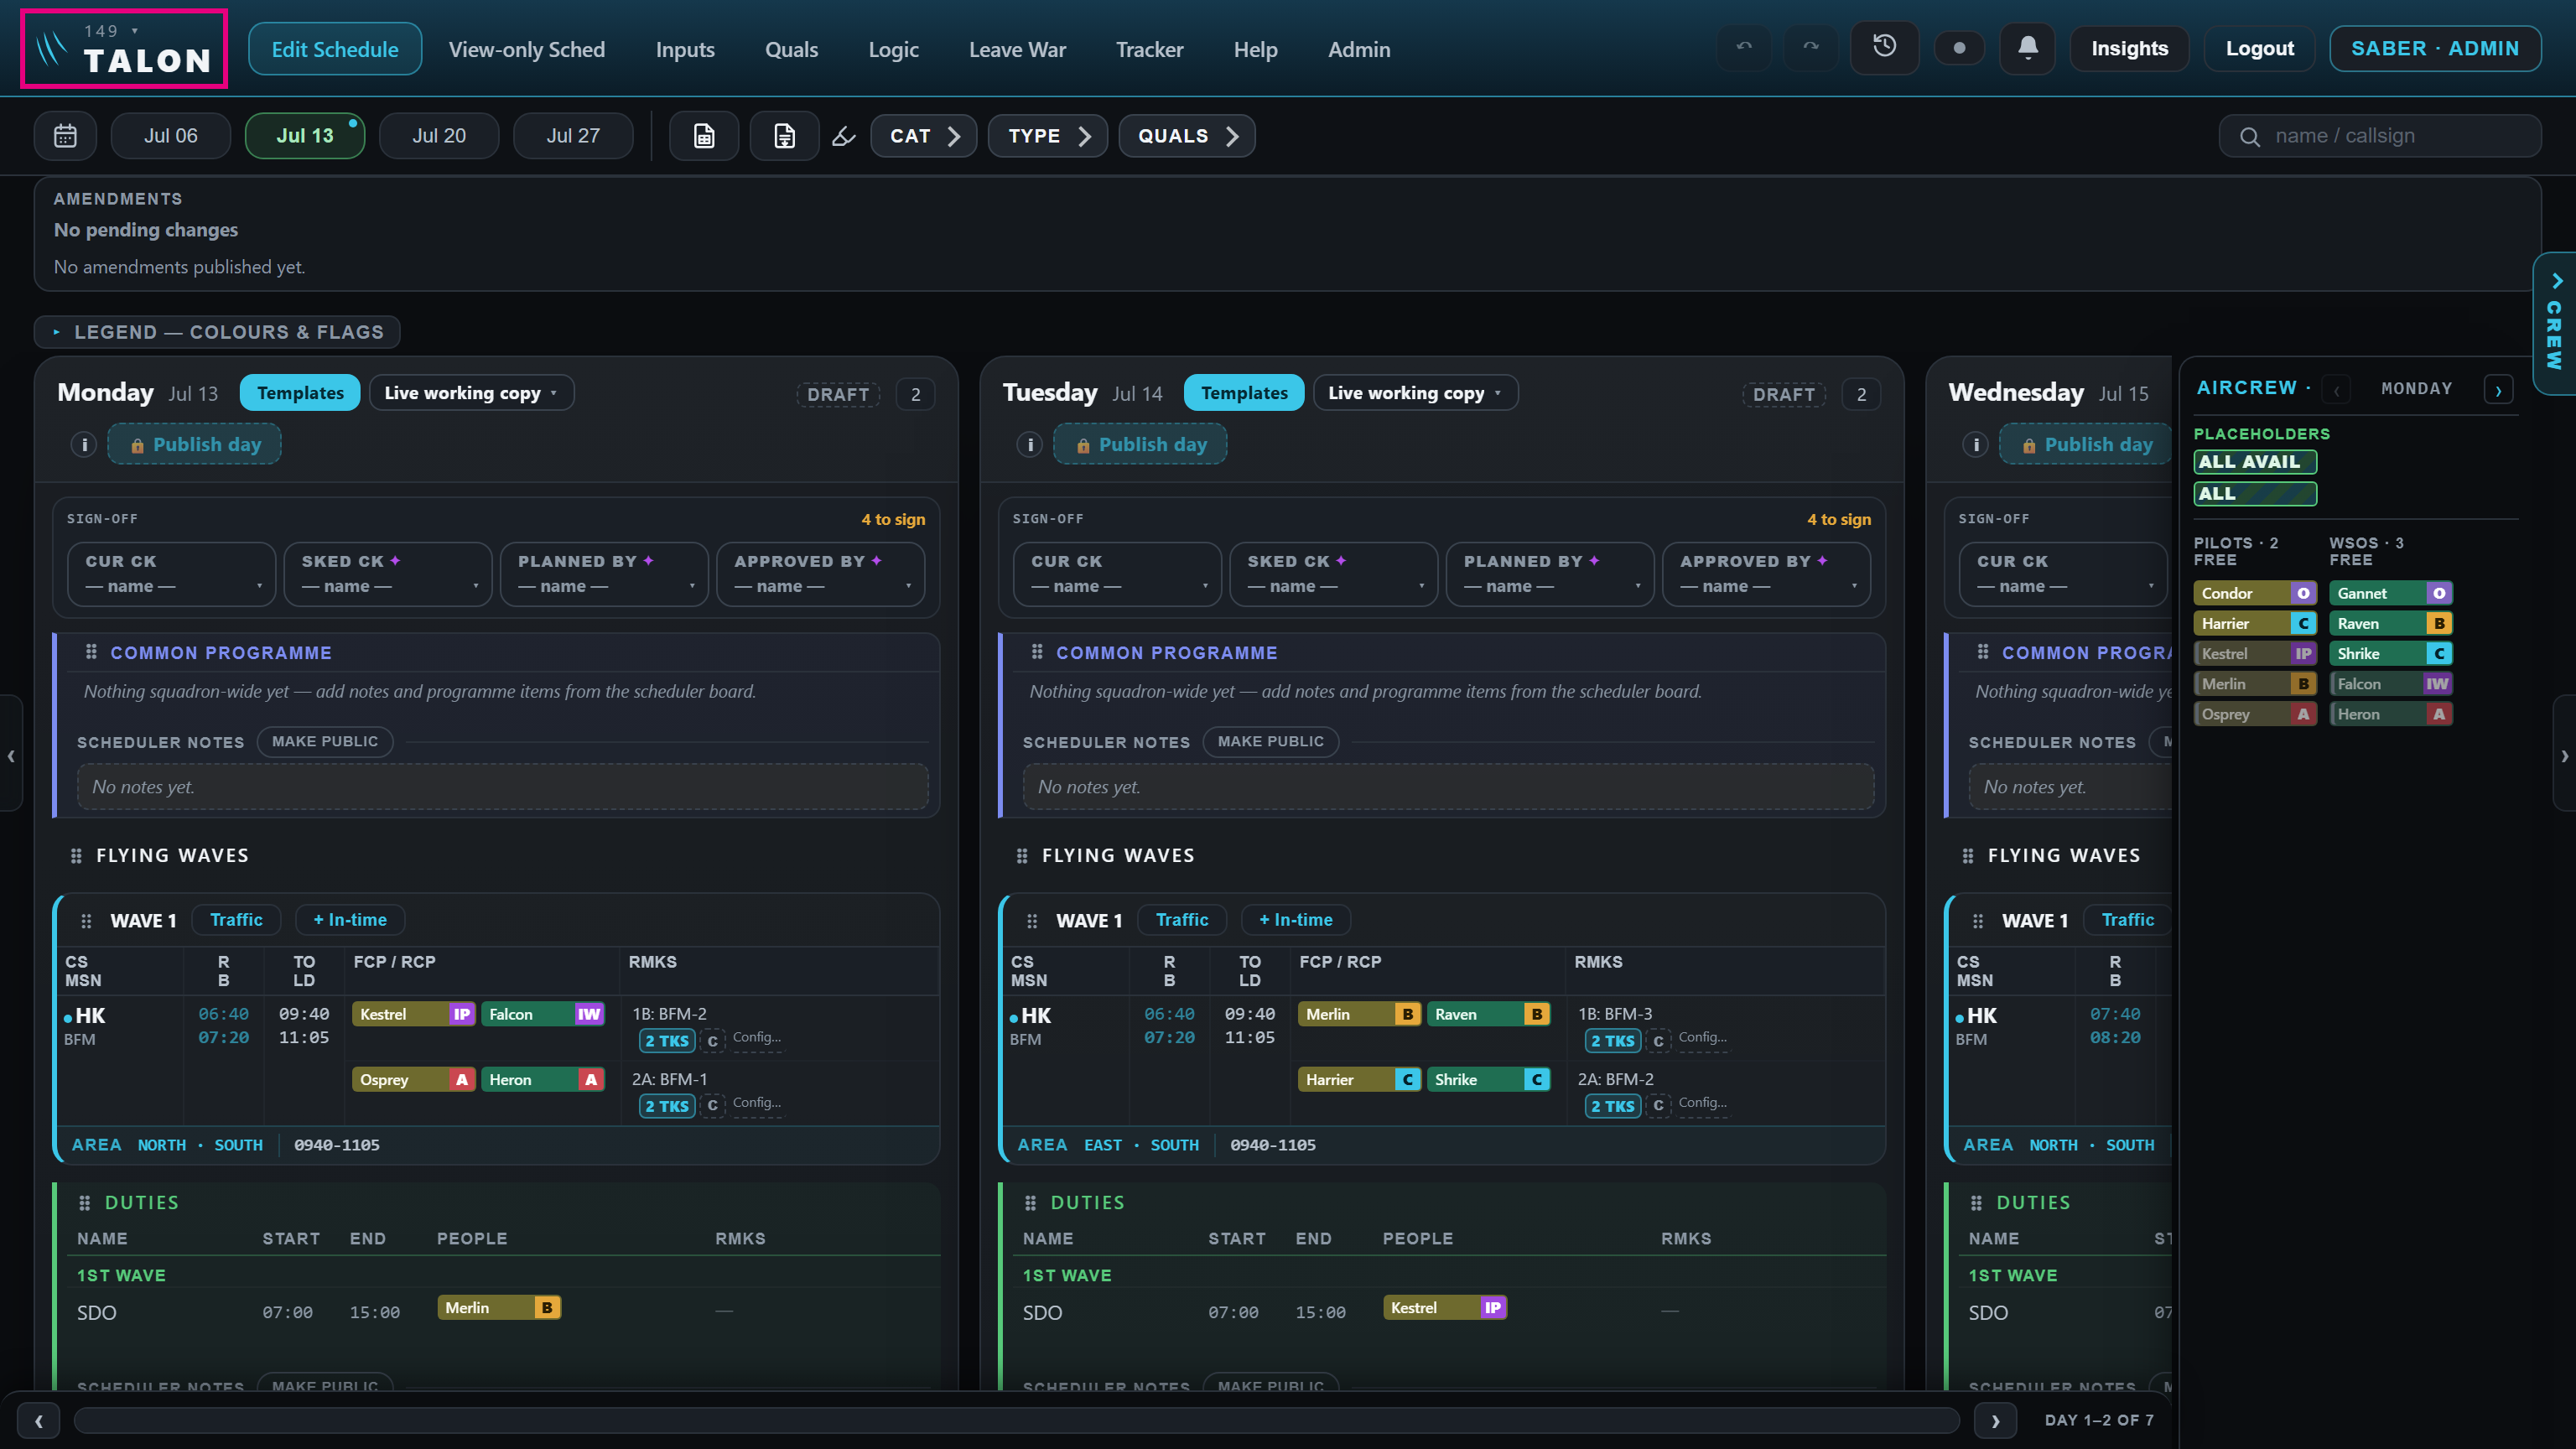 149 ▾
TALON
Edit Schedule View-only Sched Inputs Quals Logic Leave War Tracker Help Admin Insights Logout SABER · ADMIN
Jul 06 Jul 13 Jul 20 Jul 27 CAT TYPE QUALS name / callsign
AMENDMENTS
No pending changes
No amendments published yet.
CREW
▸ LEGEND — COLOURS & FLAGS
Monday Jul 13 Templates Live working copy ▾ DRAFT 2
i Publish day
SIGN-OFF 4 to sign
CUR CK SKED CK ✦ PLANNED BY ✦ APPROVED BY ✦
— name — ▾ — name — ▾ — name — ▾ — name — ▾
COMMON PROGRAMME
Nothing squadron-wide yet — add notes and programme items from the scheduler board.
SCHEDULER NOTES MAKE PUBLIC
No notes yet.
FLYING WAVES
WAVE 1 Traffic + In-time
CS R TO FCP / RCP RMKS
MSN B LD
HK 06:40 09:40 Kestrel IP Falcon IW 1B: BFM-2
BFM 07:20 11:05 2 TKS C Config...
Osprey A Heron A 2A: BFM-1
2 TKS C Config...
AREA NORTH · SOUTH 0940-1105
DUTIES
NAME START END PEOPLE RMKS
1ST WAVE
SDO 07:00 15:00 Merlin B —
SCHEDULER NOTES MAKE PUBLIC
Tuesday Jul 14 Templates Live working copy ▾ DRAFT 2
i Publish day
SIGN-OFF 4 to sign
CUR CK SKED CK ✦ PLANNED BY ✦ APPROVED BY ✦
— name — ▾ — name — ▾ — name — ▾ — name — ▾
COMMON PROGRAMME
Nothing squadron-wide yet — add notes and programme items from the scheduler board.
SCHEDULER NOTES MAKE PUBLIC
No notes yet.
FLYING WAVES
WAVE 1 Traffic + In-time
CS R TO FCP / RCP RMKS
MSN B LD
HK 06:40 09:40 Merlin B Raven B 1B: BFM-3
BFM 07:20 11:05 2 TKS C Config...
Harrier C Shrike C 2A: BFM-2
2 TKS C Config...
AREA EAST · SOUTH 0940-1105
DUTIES
NAME START END PEOPLE RMKS
1ST WAVE
SDO 07:00 15:00 Kestrel IP —
SCHEDULER NOTES MAKE PUBLIC
Wednesday Jul 15
i Publish day
SIGN-OFF
CUR CK
— name — ▾
COMMON PROGRA
Nothing squadron-wide ye
SCHEDULER NOTES M
No notes yet.
FLYING WAVES
WAVE 1 Traffic
CS R
MSN B
HK 07:40
BFM 08:20
AREA NORTH · SOUTH
DUTIES
NAME ST
1ST WAVE
SDO 07
SCHEDULER NOTES M
AIRCREW · ‹ MONDAY ›
PLACEHOLDERS
ALL AVAIL
ALL
PILOTS · 2 WSOS · 3
FREE FREE
Condor O Gannet O
Harrier C Raven B
Kestrel IP Shrike C
Merlin B Falcon IW
Osprey A Heron A
‹ › DAY 1–2 OF 7